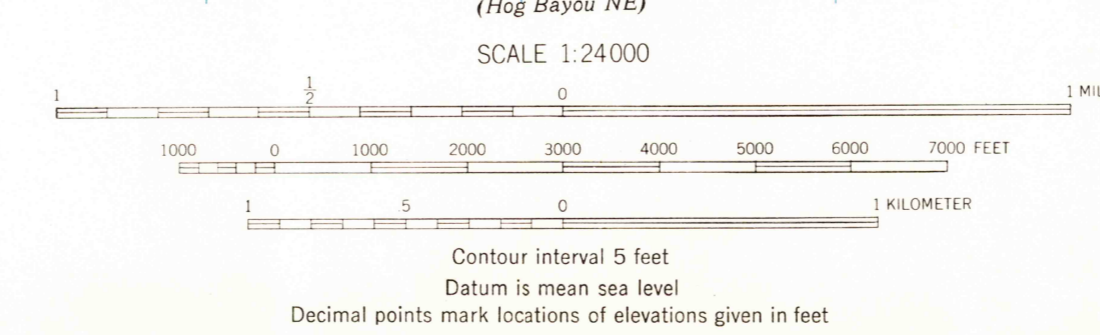 (Hog Bayou NE)
SCALE 1:24000
1 1/2 0 1
1000 0 1000 2000 3000 4000 5000 6000 7000 FEET
1 .5 0 1 KILOMETER
Contour interval 5 feet
Datum is mean sea level
Decimal points mark locations of elevations given in feet